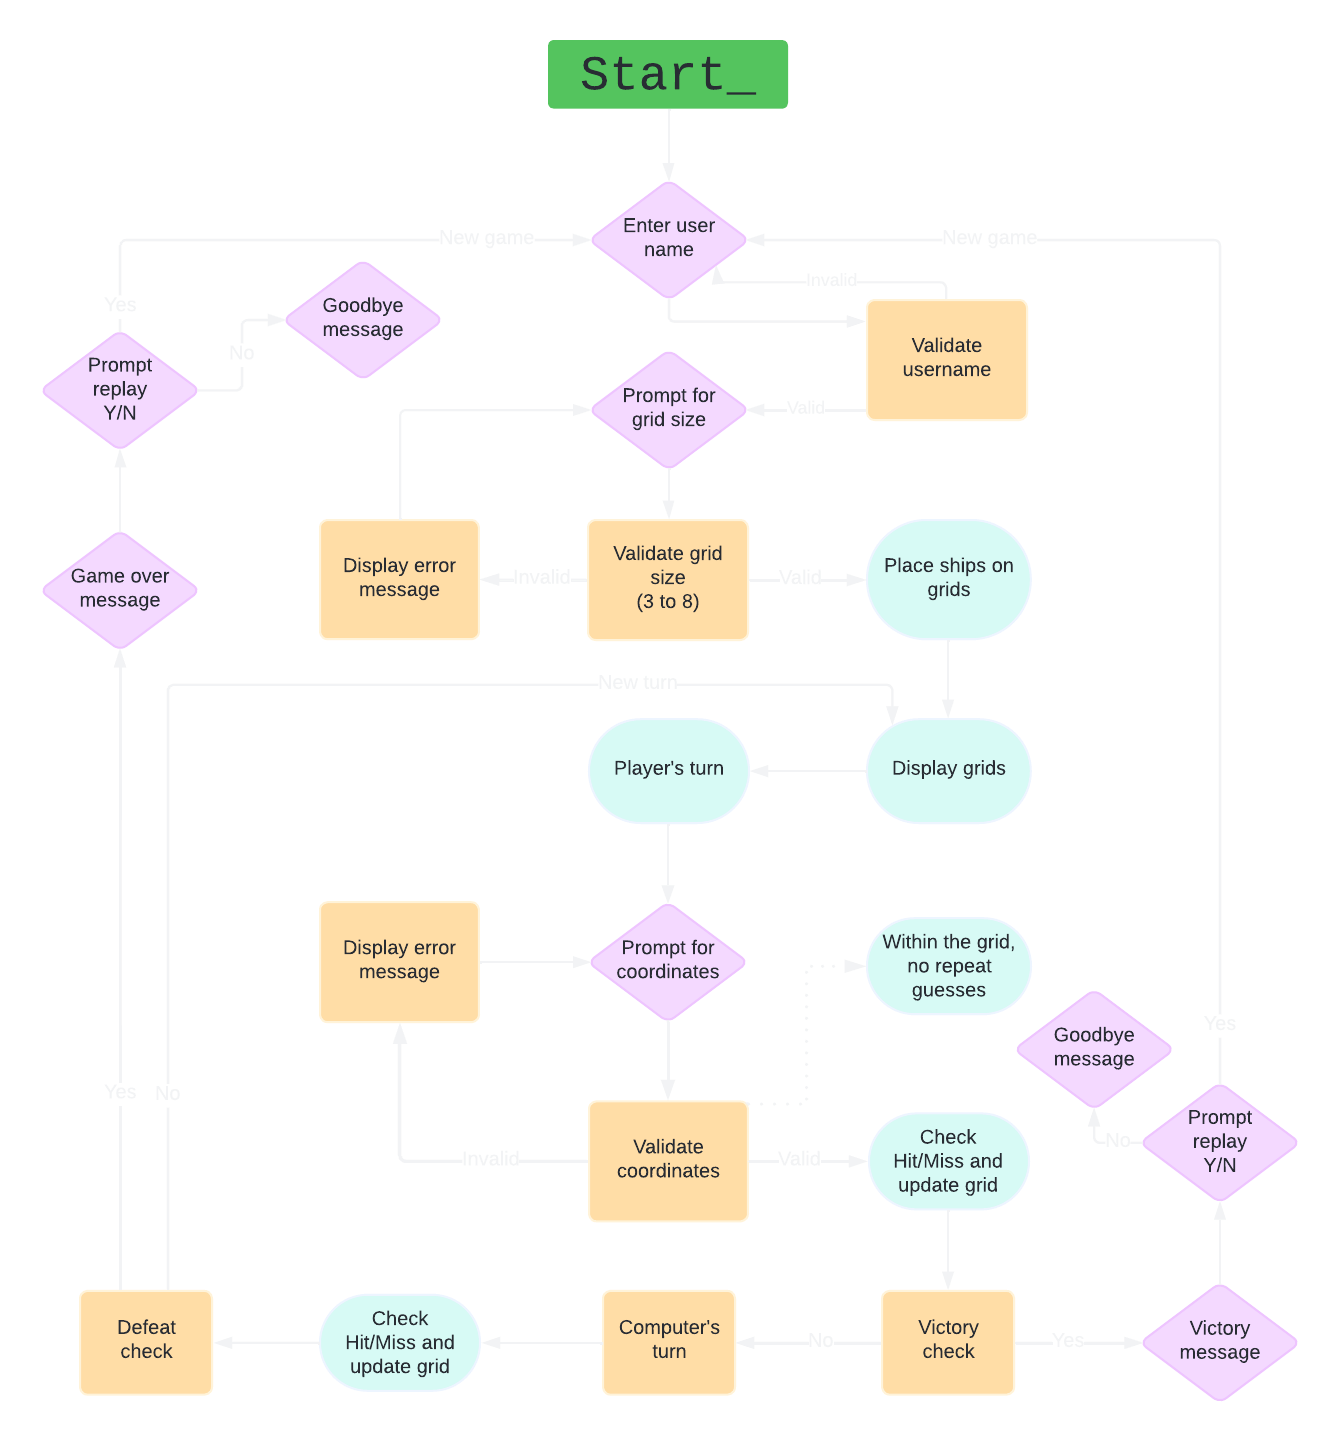 Start_
Enter user
name
New game
New game
Invalid
Yes
Goodbye
message
No
Validate
username
Prompt
replay
Y/N
Prompt for
grid size
Valid
Display error
message
Invalid
Validate grid
size
(3 to 8)
Valid
Place ships on
grids
Game over
message
New turn
Player's turn
Display grids
Display error
message
Prompt for
coordinates
Within the grid,
no repeat
guesses
Yes
Goodbye
message
Yes
No
Prompt
replay
Y/N
No
Invalid
Validate
coordinates
Valid
Check
Hit/Miss and
update grid
Defeat
check
Check
Hit/Miss and
update grid
Computer's
turn
No
Victory
check
Yes
Victory
message